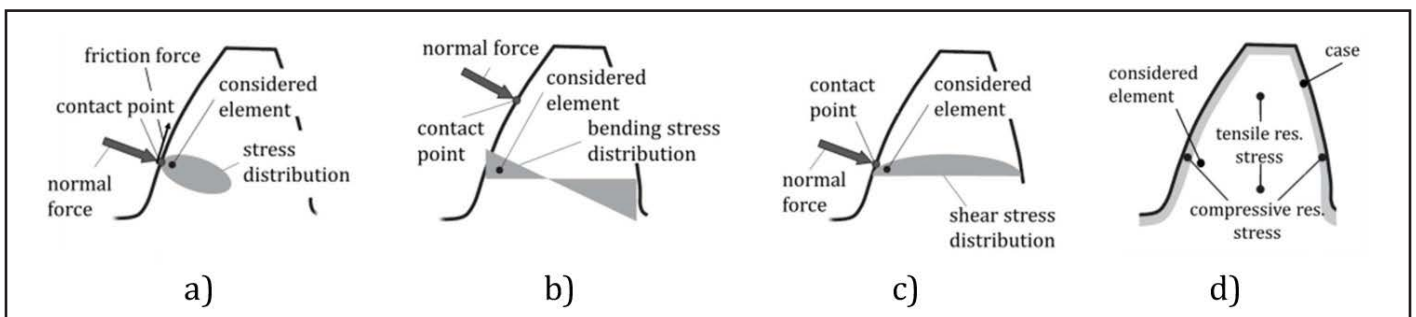 friction force
considered
element
contact point
stress
distribution
normal
force
a)
normal force
considered
element
contact
point
bending stress
distribution
b)
contact
point
considered
element
normal
force
shear stress
distribution
c)
case
considered
element
tensile res.
stress
compressive res.
stress
d)